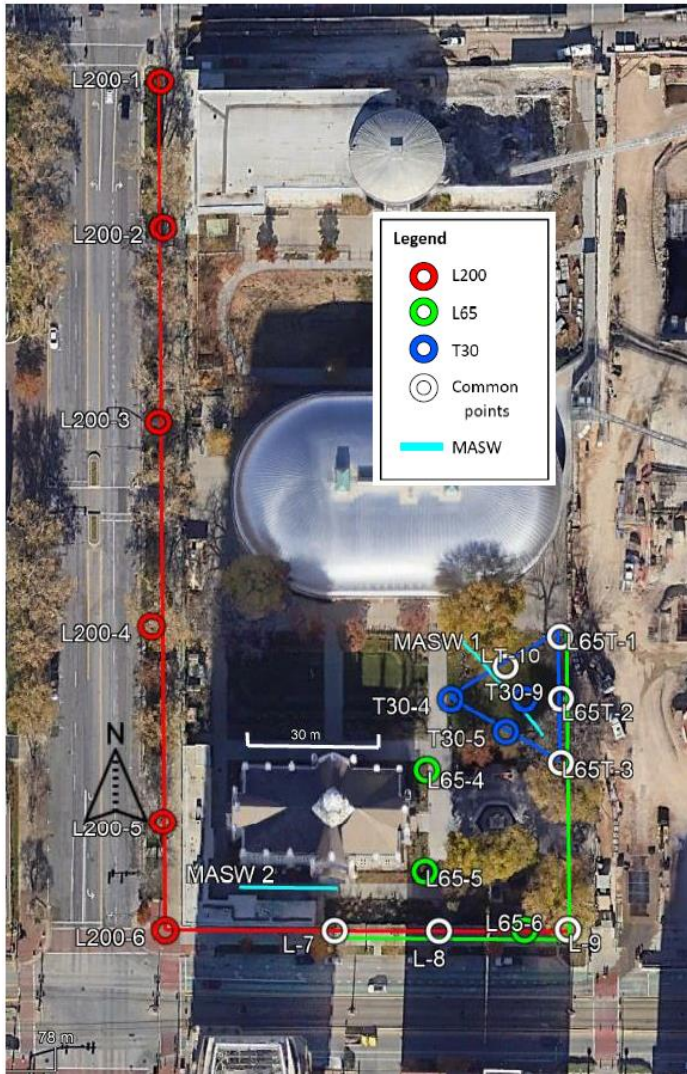 L200-1
L200-2
Legend
L200
L65
T30
Common
points
MASW
L200-3
L200-4
MASW 1
LT-10
L65T-1
T30-4
T30-9
L65T-2
T30-5
N
30 m
L65T-3
L65-4
L200-5
MASW 2
L65-5
L200-6
L-7
L-8
L65-6
L-9
78 m